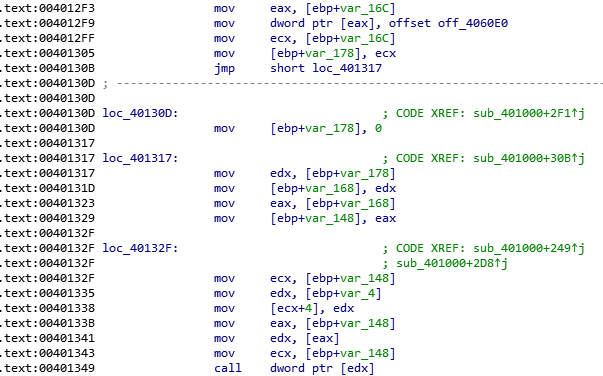 .text:004012F3 mov eax, [ebp+var_16C]
.text:004012F9 mov dword ptr [eax], offset off_4060E0
.text:004012FF mov ecx, [ebp+var_16C]
.text:00401305 mov [ebp+var_178], ecx
.text:0040130B jmp short loc_401317
.text:0040130D ; ---------------------------------------------------------------------------
.text:0040130D
.text:0040130D loc_40130D: ; CODE XREF: sub_401000+2F1↑j
.text:0040130D mov [ebp+var_178], 0
.text:00401317
.text:00401317 loc_401317: ; CODE XREF: sub_401000+30B↑j
.text:00401317 mov edx, [ebp+var_178]
.text:0040131D mov [ebp+var_168], edx
.text:00401323 mov eax, [ebp+var_168]
.text:00401329 mov [ebp+var_148], eax
.text:0040132F
.text:0040132F loc_40132F: ; CODE XREF: sub_401000+249↑j
.text:0040132F ; sub_401000+2D8↑j
.text:0040132F mov ecx, [ebp+var_148]
.text:00401335 mov edx, [ebp+var_4]
.text:00401338 mov [ecx+4], edx
.text:0040133B mov eax, [ebp+var_148]
.text:00401341 mov edx, [eax]
.text:00401343 mov ecx, [ebp+var_148]
.text:00401349 call dword ptr [edx]